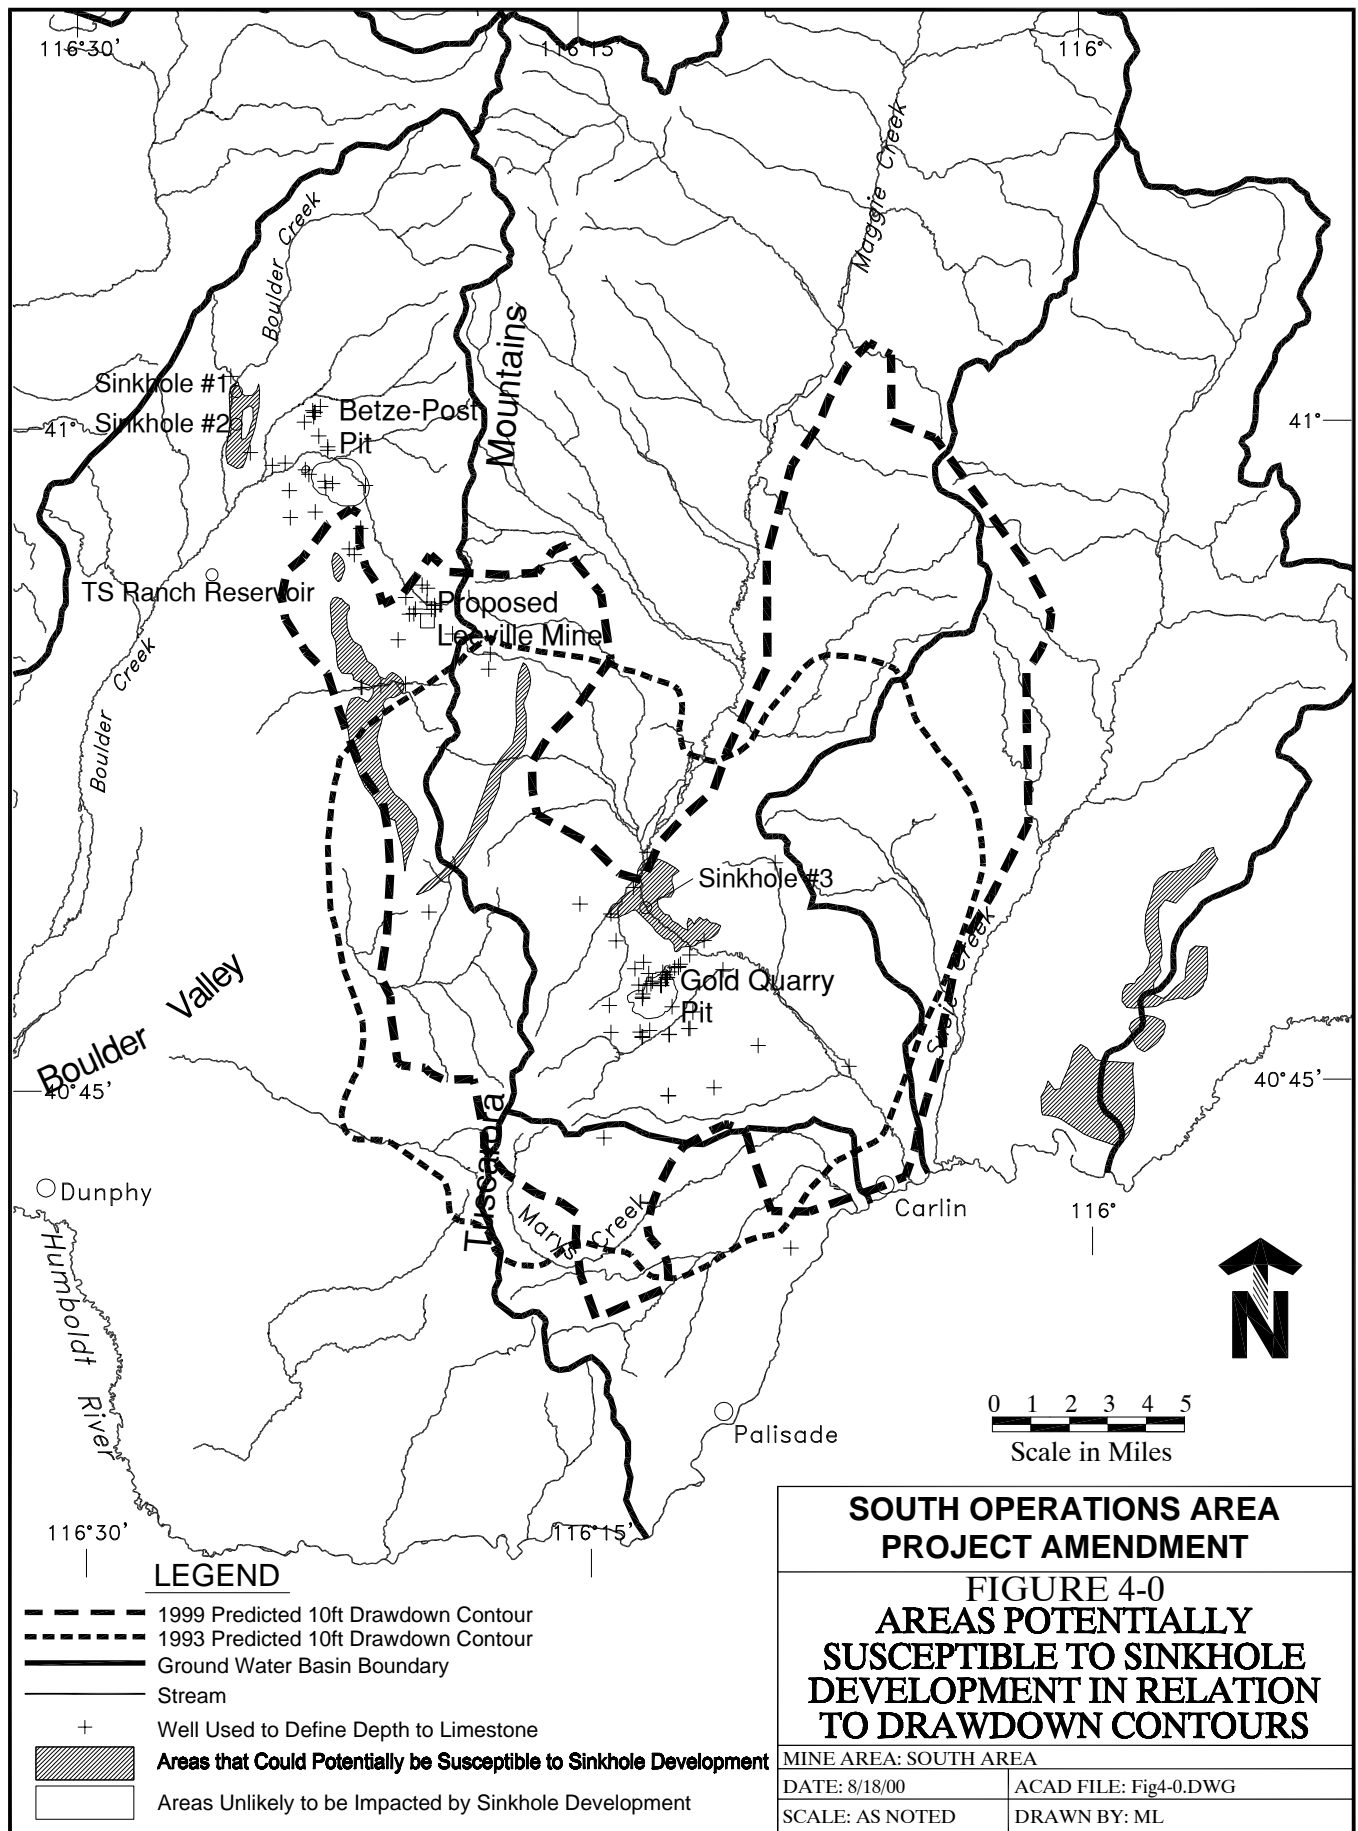 116°30'
116°15'
116°
Maggie Creek
Boulder Creek
Mountains
Sinkhole #1
Sinkhole #2
41°
41°
Betze-Post
Pit
TS Ranch Reservoir
Proposed
Leeville Mine
Boulder Creek
Sinkhole #3
Gold Quarry
Pit
Susie Creek
Boulder Valley
40°45'
40°45'
Tuscarora
Dunphy
Marys Creek
Carlin
116°
Humboldt River
N
Palisade
0 1 2 3 4 5
Scale in Miles
116°30'
116°15'
LEGEND
1999 Predicted 10ft Drawdown Contour
1993 Predicted 10ft Drawdown Contour
Ground Water Basin Boundary
Stream
Well Used to Define Depth to Limestone
Areas that Could Potentially be Susceptible to Sinkhole Development
Areas Unlikely to be Impacted by Sinkhole Development
SOUTH OPERATIONS AREA
PROJECT AMENDMENT
FIGURE 4-0
AREAS POTENTIALLY
SUSCEPTIBLE TO SINKHOLE
DEVELOPMENT IN RELATION
TO DRAWDOWN CONTOURS
MINE AREA: SOUTH AREA
DATE: 8/18/00
ACAD FILE: Fig4-0.DWG
SCALE: AS NOTED
DRAWN BY: ML